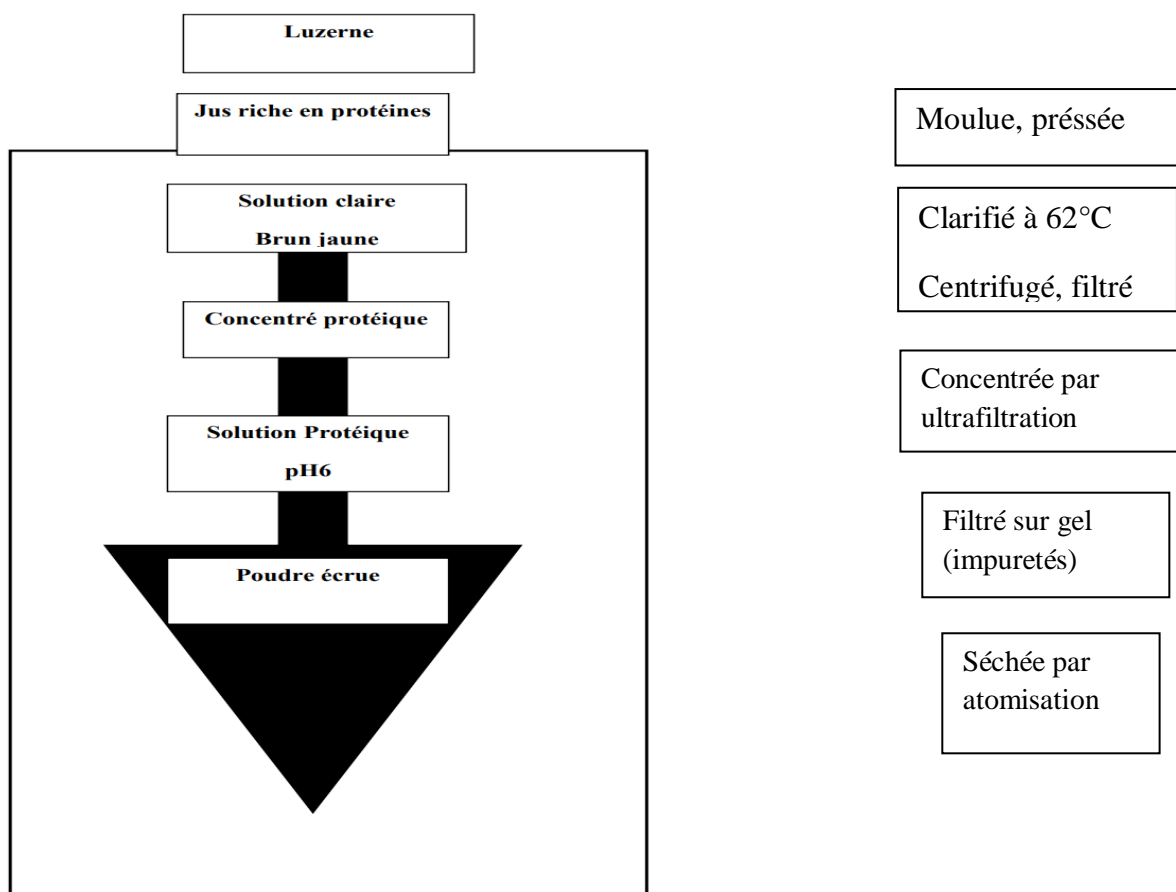 Luzerne
Jus riche en protéines
Moulue, préssée
Solution claire
Brun jaune
Clarifié à 62°C
Centrifugé, filtré
Concentré protéique
Concentrée par
ultrafiltration
Solution Protéique
pH6
Filtré sur gel
(impuretés)
Poudre écrue
Séchée par
atomisation